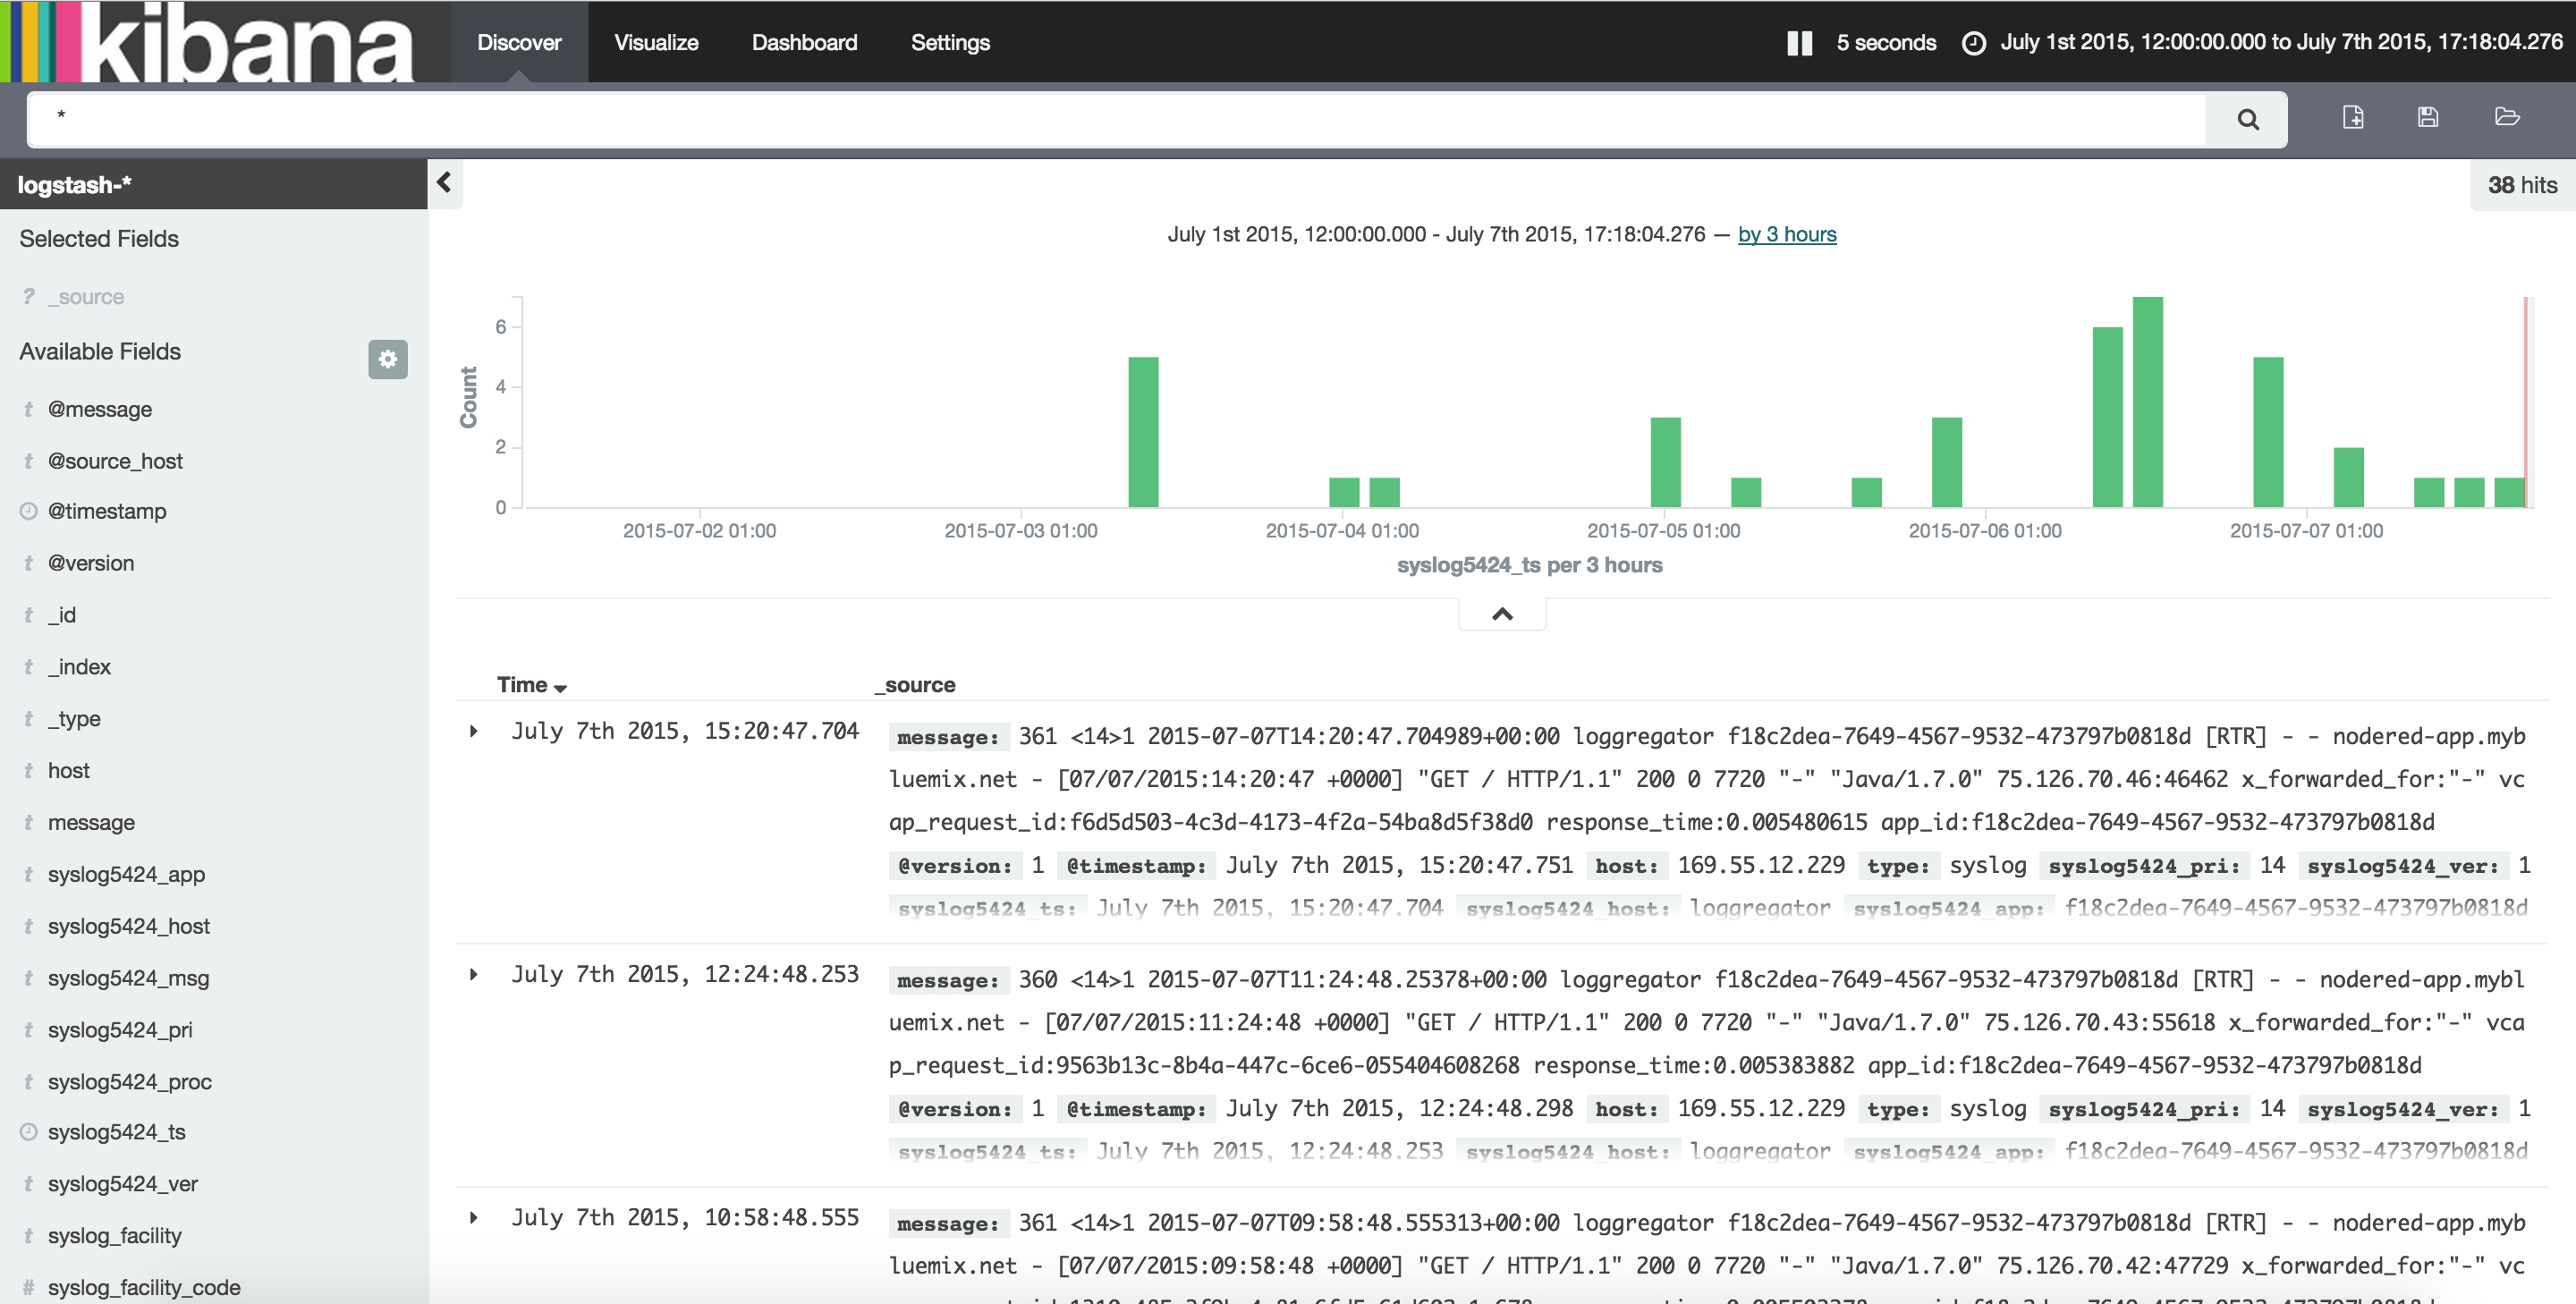 kibana Discover Visualize Dashboard Settings 5 seconds July 1st 2015, 12:00:00.000 to July 7th 2015, 17:18:04.276
*
logstash-*
38 hits
Selected Fields
July 1st 2015, 12:00:00.000 - July 7th 2015, 17:18:04.276 — by 3 hours
? _source
Available Fields
t @message
t @source_host
@timestamp
t @version
t _id
t _index
t _type
t host
t message
t syslog5424_app
t syslog5424_host
t syslog5424_msg
t syslog5424_pri
t syslog5424_proc
syslog5424_ts
t syslog5424_ver
t syslog_facility
# syslog_facility_code
Count
6
4
2
0
2015-07-02 01:00 2015-07-03 01:00 2015-07-04 01:00 2015-07-05 01:00 2015-07-06 01:00 2015-07-07 01:00
syslog5424_ts per 3 hours
Time _source
July 7th 2015, 15:20:47.704 message: 361 <14>1 2015-07-07T14:20:47.704989+00:00 loggregator f18c2dea-7649-4567-9532-473797b0818d [RTR] - - nodered-app.myb
luemix.net - [07/07/2015:14:20:47 +0000] "GET / HTTP/1.1" 200 0 7720 "-" "Java/1.7.0" 75.126.70.46:46462 x_forwarded_for:"-" vc
ap_request_id:f6d5d503-4c3d-4173-4f2a-54ba8d5f38d0 response_time:0.005480615 app_id:f18c2dea-7649-4567-9532-473797b0818d
@version: 1 @timestamp: July 7th 2015, 15:20:47.751 host: 169.55.12.229 type: syslog syslog5424_pri: 14 syslog5424_ver: 1
syslog5424_ts: July 7th 2015, 15:20:47.704 syslog5424_host: loggregator syslog5424_app: f18c2dea-7649-4567-9532-473797b0818d
July 7th 2015, 12:24:48.253 message: 360 <14>1 2015-07-07T11:24:48.25378+00:00 loggregator f18c2dea-7649-4567-9532-473797b0818d [RTR] - - nodered-app.mybl
uemix.net - [07/07/2015:11:24:48 +0000] "GET / HTTP/1.1" 200 0 7720 "-" "Java/1.7.0" 75.126.70.43:55618 x_forwarded_for:"-" vca
p_request_id:9563b13c-8b4a-447c-6ce6-055404608268 response_time:0.005383882 app_id:f18c2dea-7649-4567-9532-473797b0818d
@version: 1 @timestamp: July 7th 2015, 12:24:48.298 host: 169.55.12.229 type: syslog syslog5424_pri: 14 syslog5424_ver: 1
syslog5424_ts: July 7th 2015, 12:24:48.253 syslog5424_host: loggregator syslog5424_app: f18c2dea-7649-4567-9532-473797b0818d
July 7th 2015, 10:58:48.555 message: 361 <14>1 2015-07-07T09:58:48.555313+00:00 loggregator f18c2dea-7649-4567-9532-473797b0818d [RTR] - - nodered-app.myb
luemix.net - [07/07/2015:09:58:48 +0000] "GET / HTTP/1.1" 200 0 7720 "-" "Java/1.7.0" 75.126.70.42:47729 x_forwarded_for:"-" vc